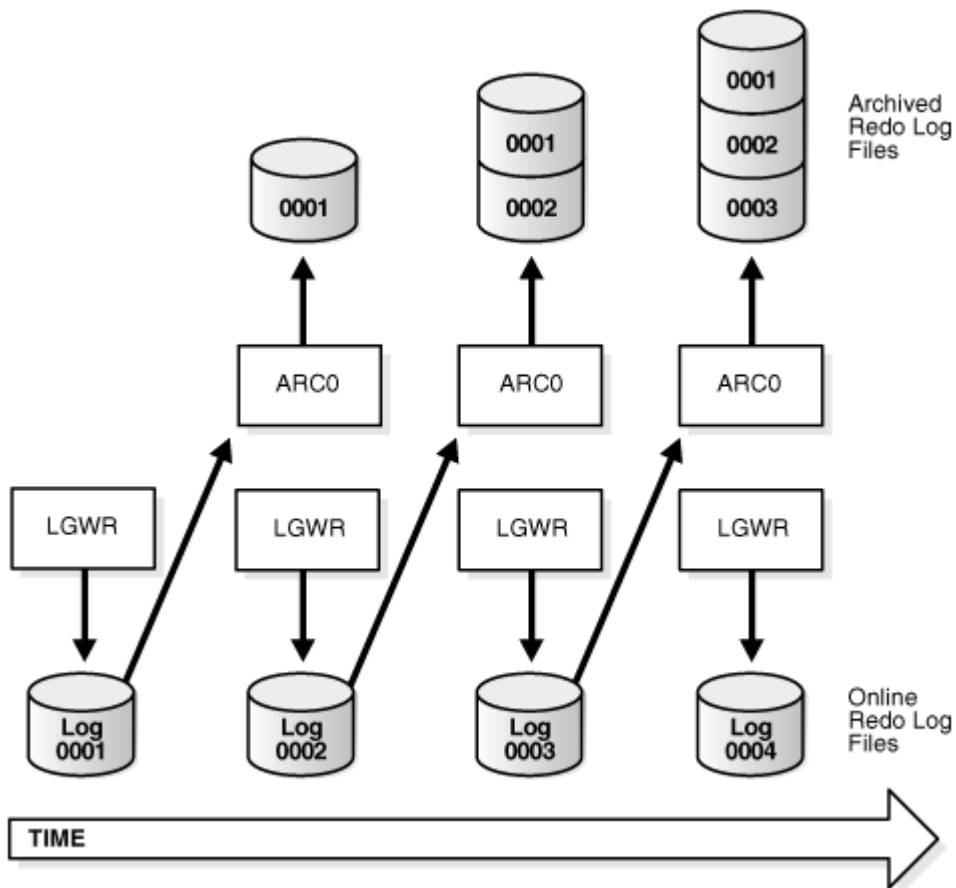 0001
0001
0002
0001
0002
0003
Archived
Redo Log
Files
ARC0
ARC0
ARC0
LGWR
LGWR
LGWR
LGWR
Log
0001
Log
0002
Log
0003
Log
0004
Online
Redo Log
Files
TIME